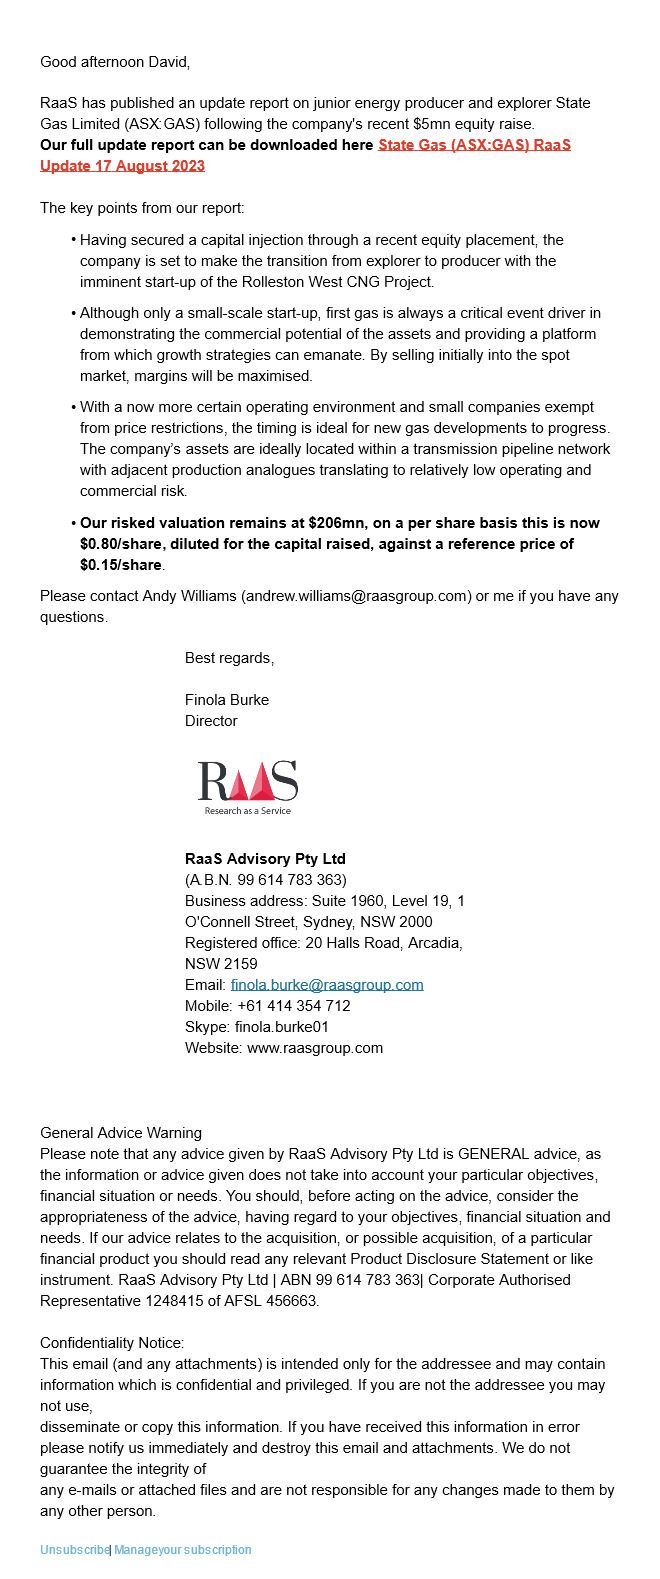 Good afternoon David,
RaaS has published an update report on junior energy producer and explorer State
Gas Limited (ASX:GAS) following the company's recent $5mn equity raise.
Our full update report can be downloaded here State Gas (ASX:GAS) RaaS
Update 17 August 2023
The key points from our report:
• Having secured a capital injection through a recent equity placement, the
company is set to make the transition from explorer to producer with the
imminent start-up of the Rolleston West CNG Project.
• Although only a small-scale start-up, first gas is always a critical event driver in
demonstrating the commercial potential of the assets and providing a platform
from which growth strategies can emanate. By selling initially into the spot
market, margins will be maximised.
• With a now more certain operating environment and small companies exempt
from price restrictions, the timing is ideal for new gas developments to progress.
The company's assets are ideally located within a transmission pipeline network
with adjacent production analogues translating to relatively low operating and
commercial risk.
• Our risked valuation remains at $206mn, on a per share basis this is now
$0.80/share, diluted for the capital raised, against a reference price of
$0.15/share.
Please contact Andy Williams (andrew.williams@raasgroup.com) or me if you have any
questions.
Best regards,
Finola Burke
Director
RaaS
Research as a Service
RaaS Advisory Pty Ltd
(A.B.N. 99 614 783 363)
Business address: Suite 1960, Level 19, 1
O'Connell Street, Sydney, NSW 2000
Registered office: 20 Halls Road, Arcadia,
NSW 2159
Email: finola.burke@raasgroup.com
Mobile: +61 414 354 712
Skype: finola.burke01
Website: www.raasgroup.com
General Advice Warning
Please note that any advice given by RaaS Advisory Pty Ltd is GENERAL advice, as
the information or advice given does not take into account your particular objectives,
financial situation or needs. You should, before acting on the advice, consider the
appropriateness of the advice, having regard to your objectives, financial situation and
needs. If our advice relates to the acquisition, or possible acquisition, of a particular
financial product you should read any relevant Product Disclosure Statement or like
instrument. RaaS Advisory Pty Ltd | ABN 99 614 783 363| Corporate Authorised
Representative 1248415 of AFSL 456663.
Confidentiality Notice:
This email (and any attachments) is intended only for the addressee and may contain
information which is confidential and privileged. If you are not the addressee you may
not use,
disseminate or copy this information. If you have received this information in error
please notify us immediately and destroy this email and attachments. We do not
guarantee the integrity of
any e-mails or attached files and are not responsible for any changes made to them by
any other person.
Unsubscribe| Manageyour subscription